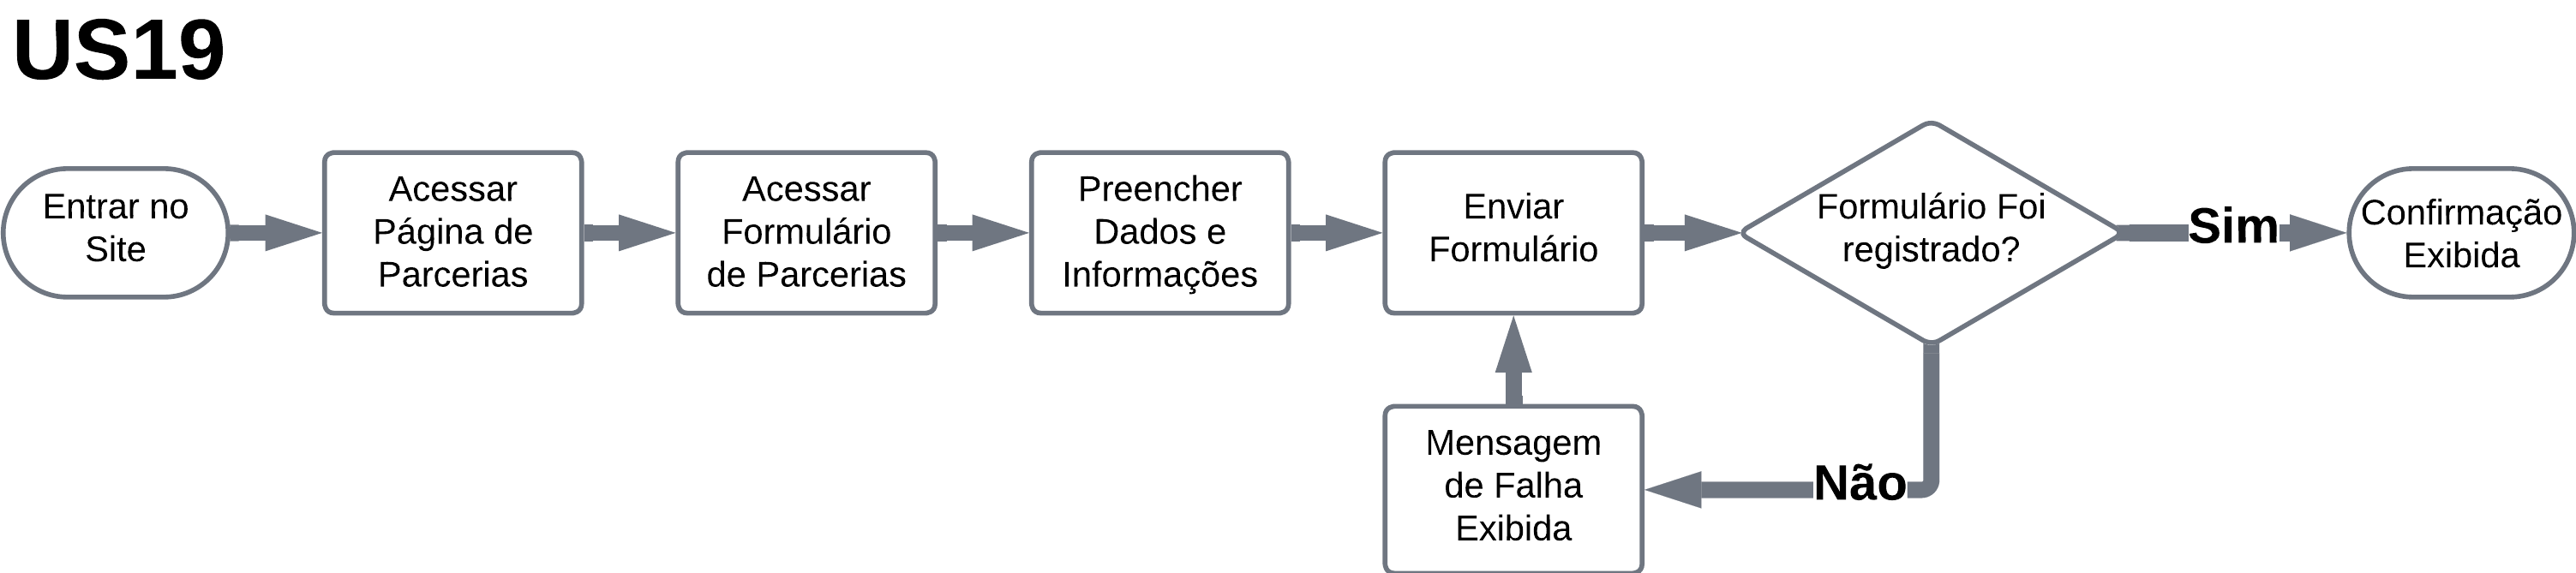 US19
Entrar no
Site
Acessar
Página de
Parcerias
Acessar
Formulário
de Parcerias
Preencher
Dados e
Informações
Enviar
Formulário
Formulário Foi
registrado?
Sim
Confirmação
Exibida
Não
Mensagem
de Falha
Exibida